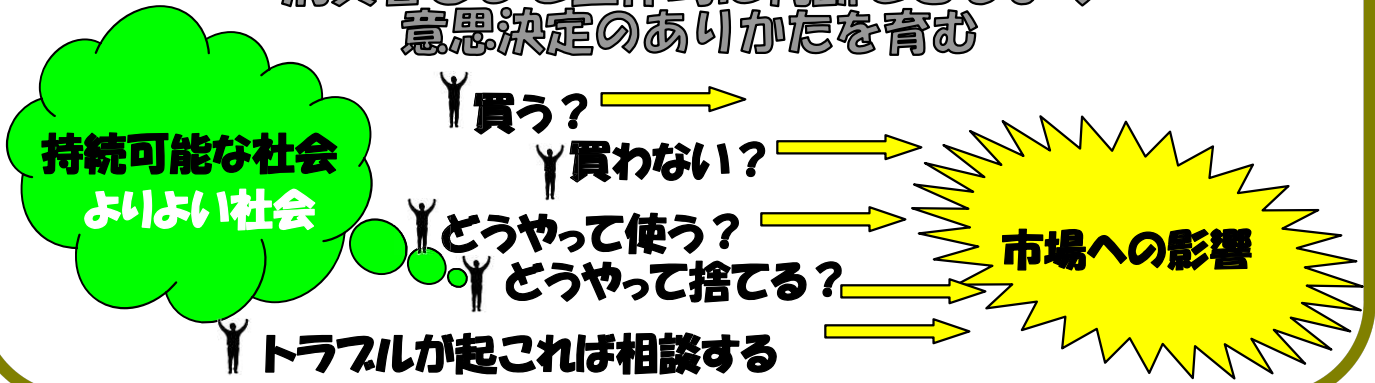 意思決定のありかたを育む
買う？
買わない？
持続可能な社会
よりよい社会
どうやって使う？
どうやって捨てる？
市場への影響
トラブルが起これば相談する